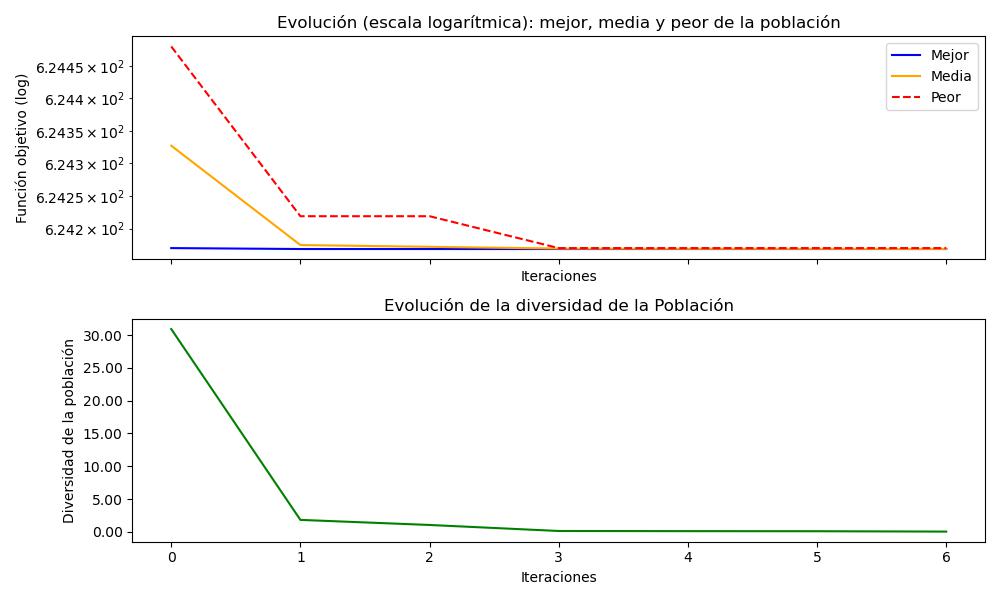 Evolución (escala logarítmica): mejor, media y peor de la población
Función objetivo (log)
6.2445 × 10²
6.244 × 10²
6.2435 × 10²
6.243 × 10²
6.2425 × 10²
6.242 × 10²
Mejor
Media
Peor
Iteraciones
Evolución de la diversidad de la Población
Diversidad de la población
30.00
25.00
20.00
15.00
10.00
5.00
0.00
0 1 2 3 4 5 6
Iteraciones